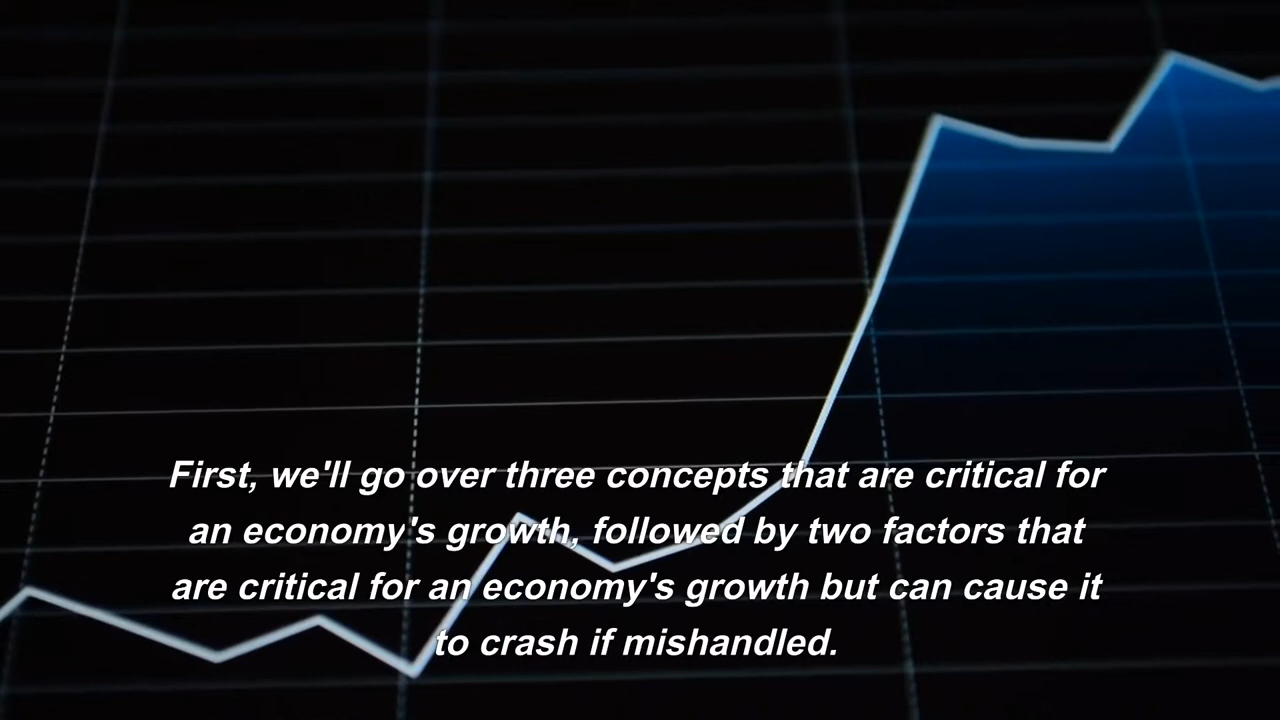 First, we'll go over three concepts that are critical for
an economy's growth, followed by two factors that
are critical for an economy's growth but can cause it
to crash if mishandled.